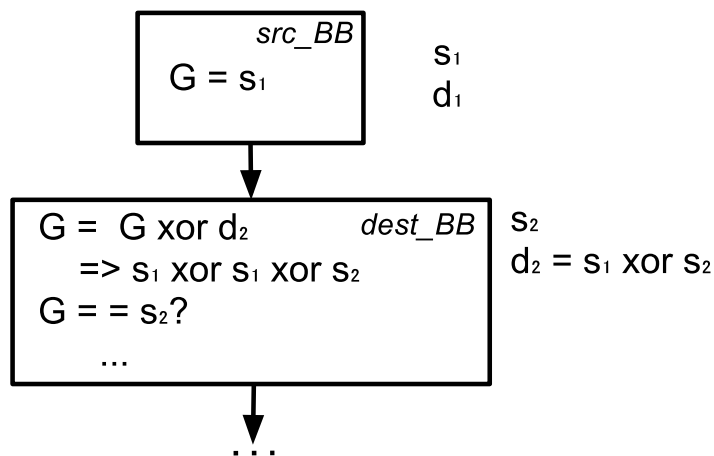 src_BB
G = s₁
s₁
d₁
G = G xor d₂
dest_BB
=> s₁ xor s₁ xor s₂
G = = s₂?
...
s₂
d₂ = s₁ xor s₂
...